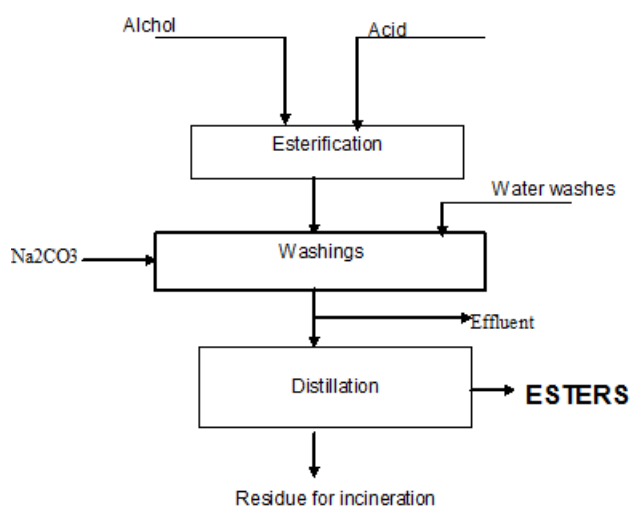 Alchol
Acid
Esterification
Water washes
Na2CO3
Washings
Effluent
Distillation
ESTERS
Residue for incineration